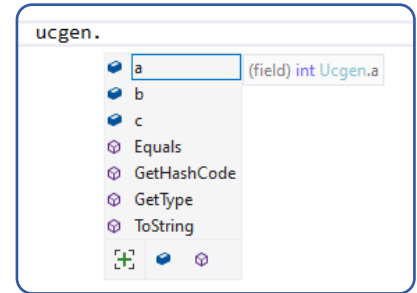 ucgen.
a (field) int Ucgen.a
b
c
Equals
GetHashCode
GetType
ToString